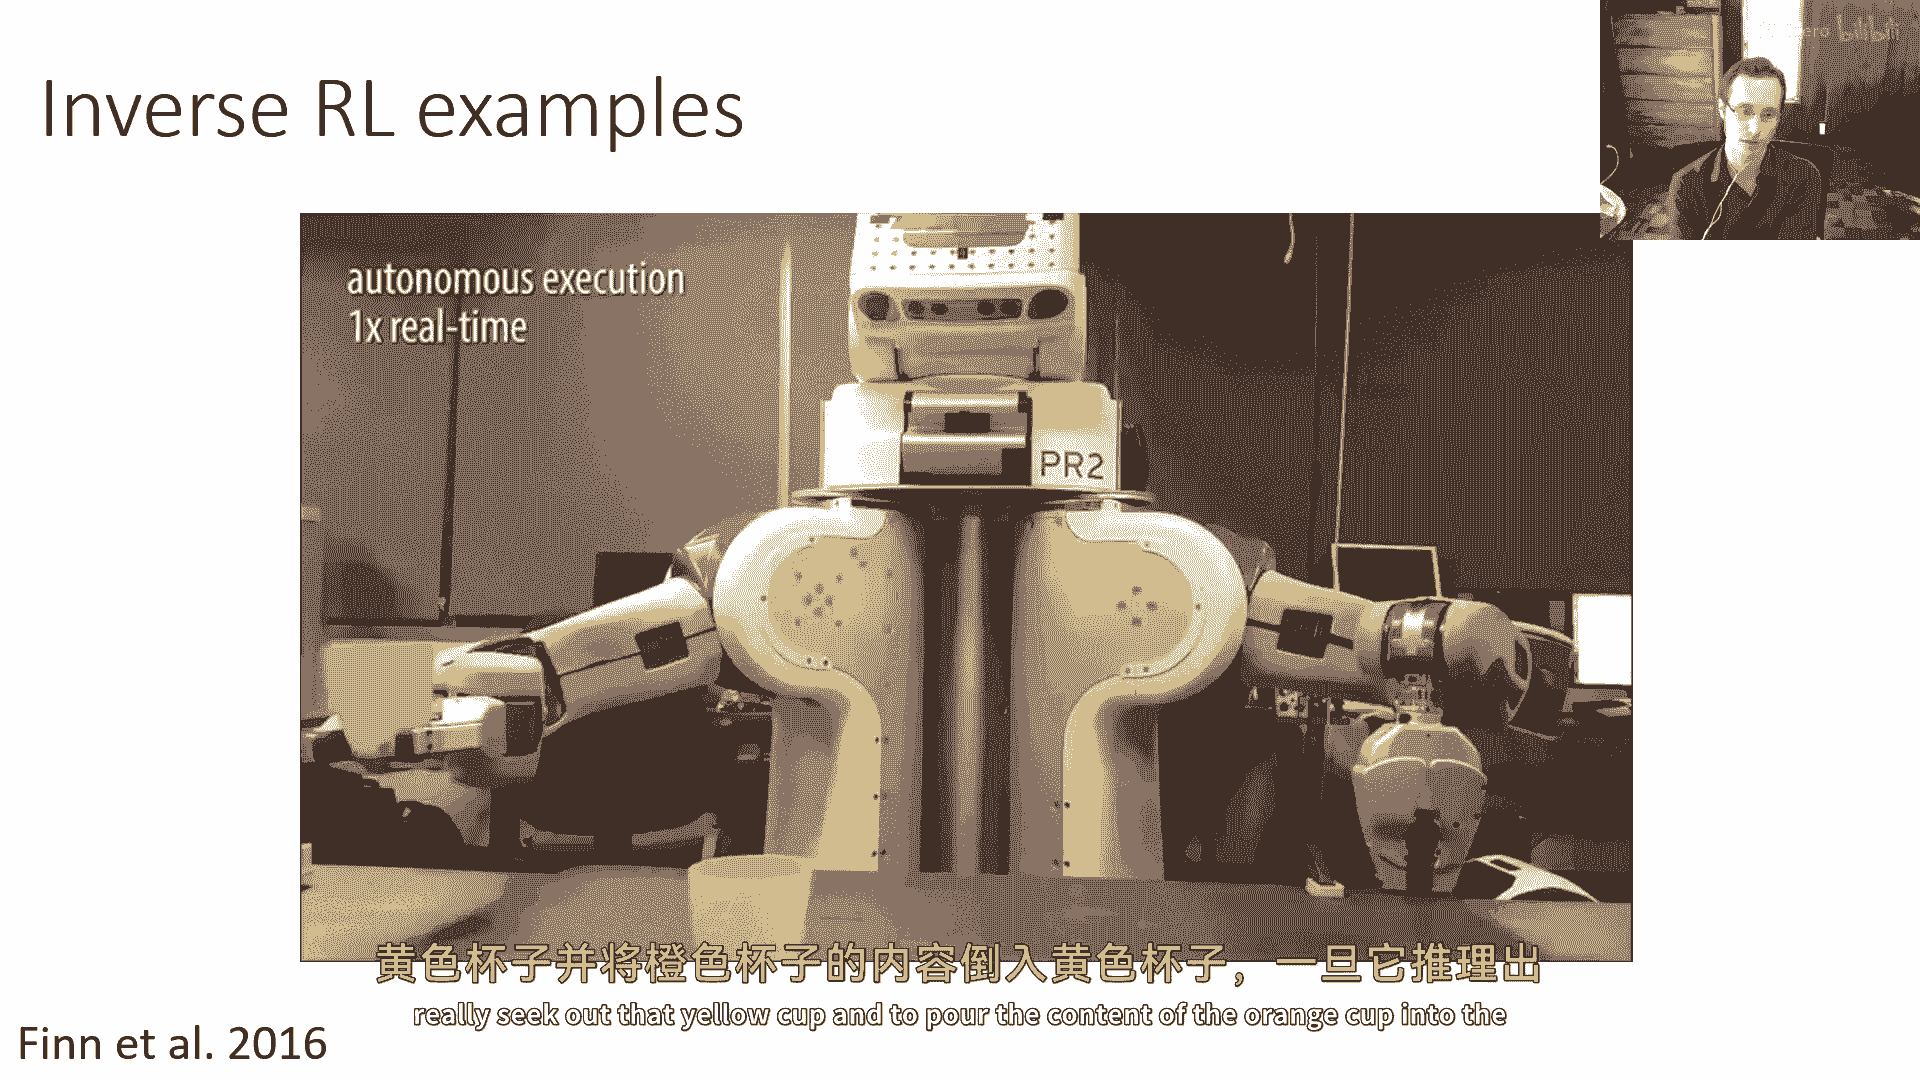 Inverse RL examples
bilibili
autonomous execution
1x real-time
PR2
黄色杯子并将橙色杯子的内容倒入黄色杯子，一旦它推理出
really seek out that yellow cup and to pour the content of the orange cup into the
Finn et al. 2016